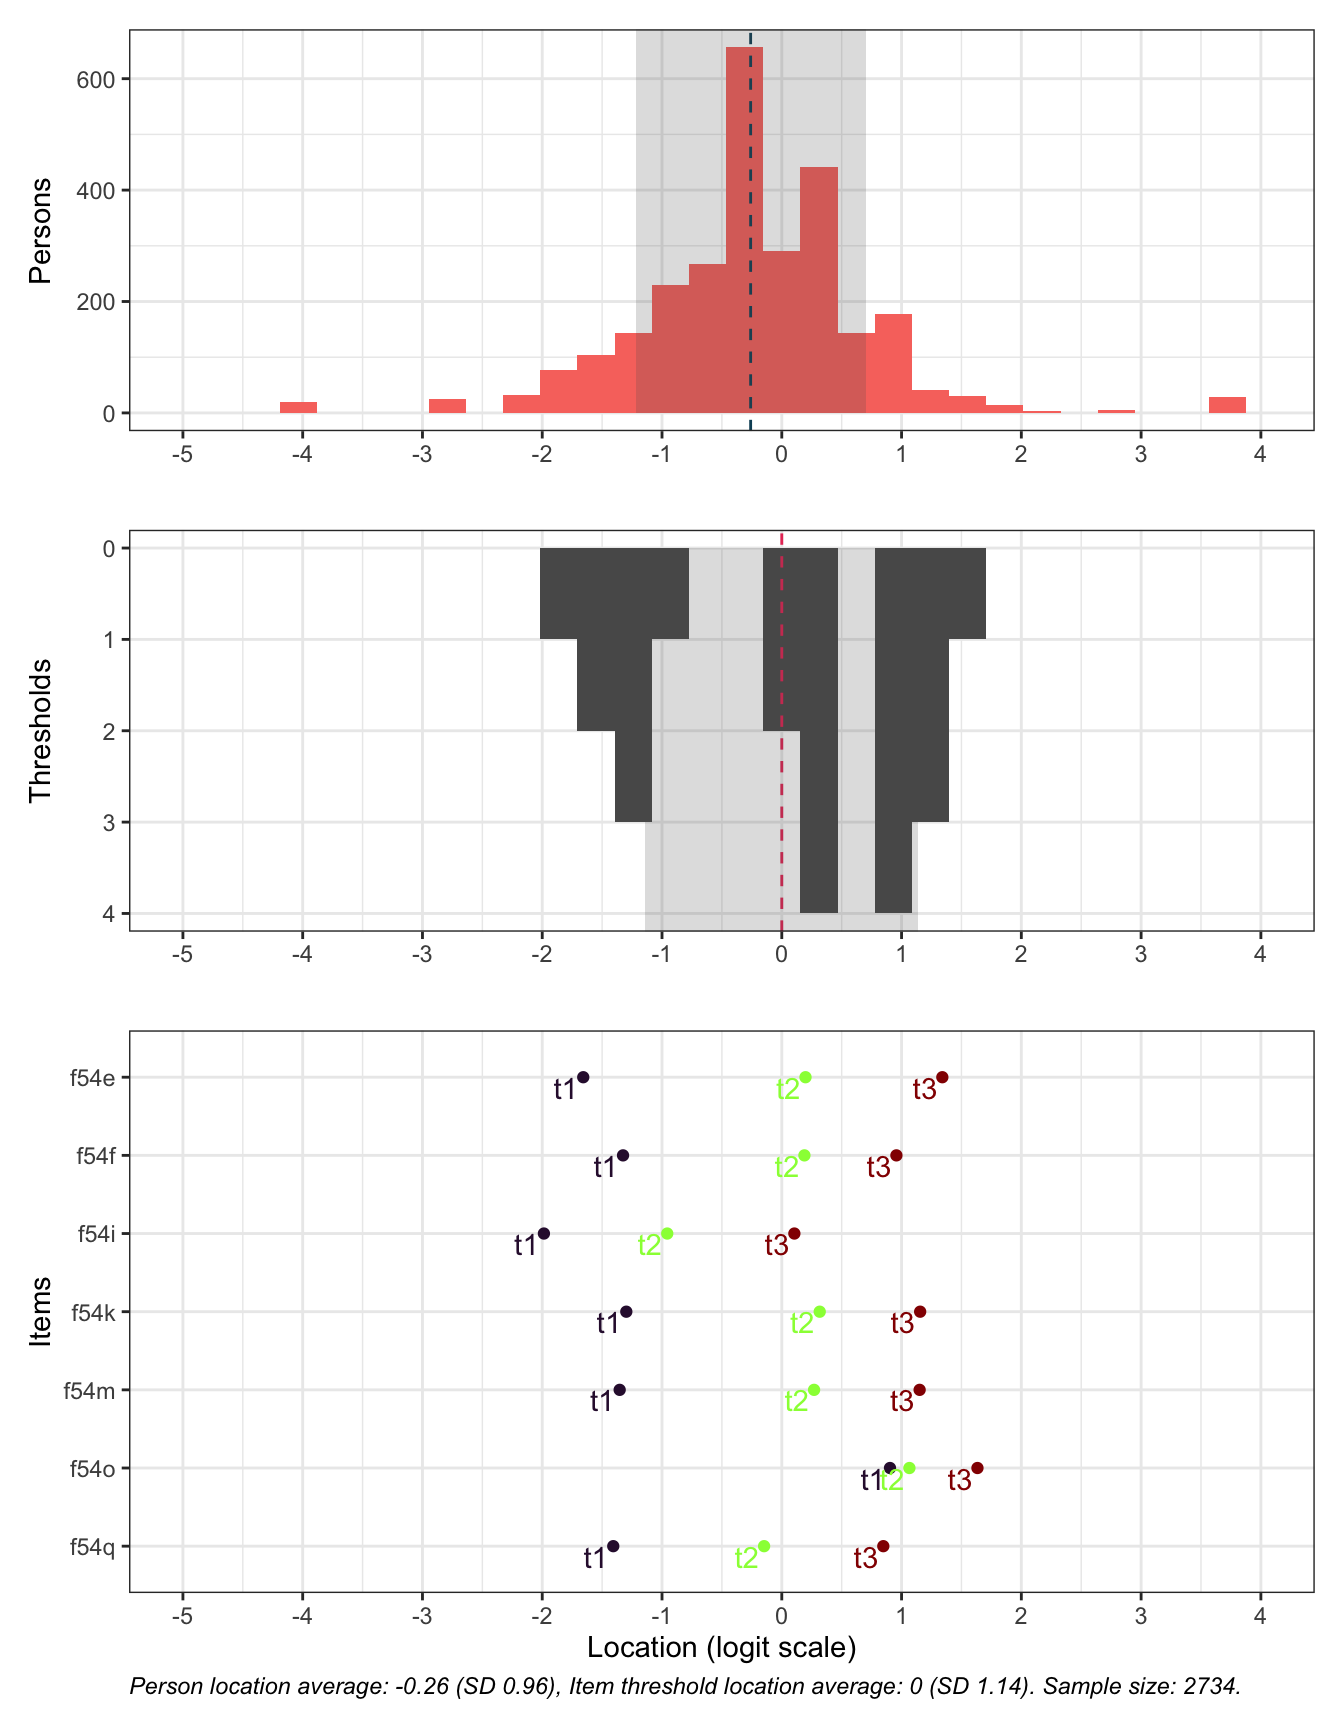 Persons
600
400
200
0
-5 -4 -3 -2 -1 0 1 2 3 4
Thresholds
0
1
2
3
4
-5 -4 -3 -2 -1 0 1 2 3 4
Items
f54e t1 t2 t3
f54f t1 t2 t3
f54i t1 t2 t3
f54k t1 t2 t3
f54m t1 t2 t3
f54o t1 t2 t3
f54q t1 t2 t3
-5 -4 -3 -2 -1 0 1 2 3 4
Location (logit scale)
Person location average: -0.26 (SD 0.96), Item threshold location average: 0 (SD 1.14). Sample size: 2734.